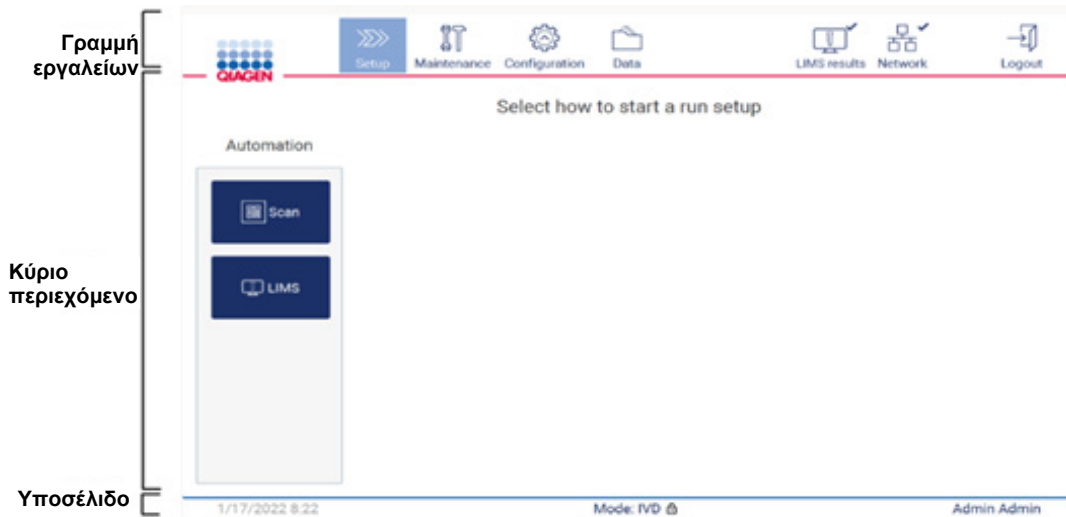 Γραμμή
εργαλείων
QIAGEN
Setup
Maintenance
Configuration
Data
LIMS results
Network
Logout
Select how to start a run setup
Automation
Scan
LIMS
Κύριο
περιεχόμενο
Υποσέλιδο
1/17/2022 8:22
Mode: IVD
Admin Admin